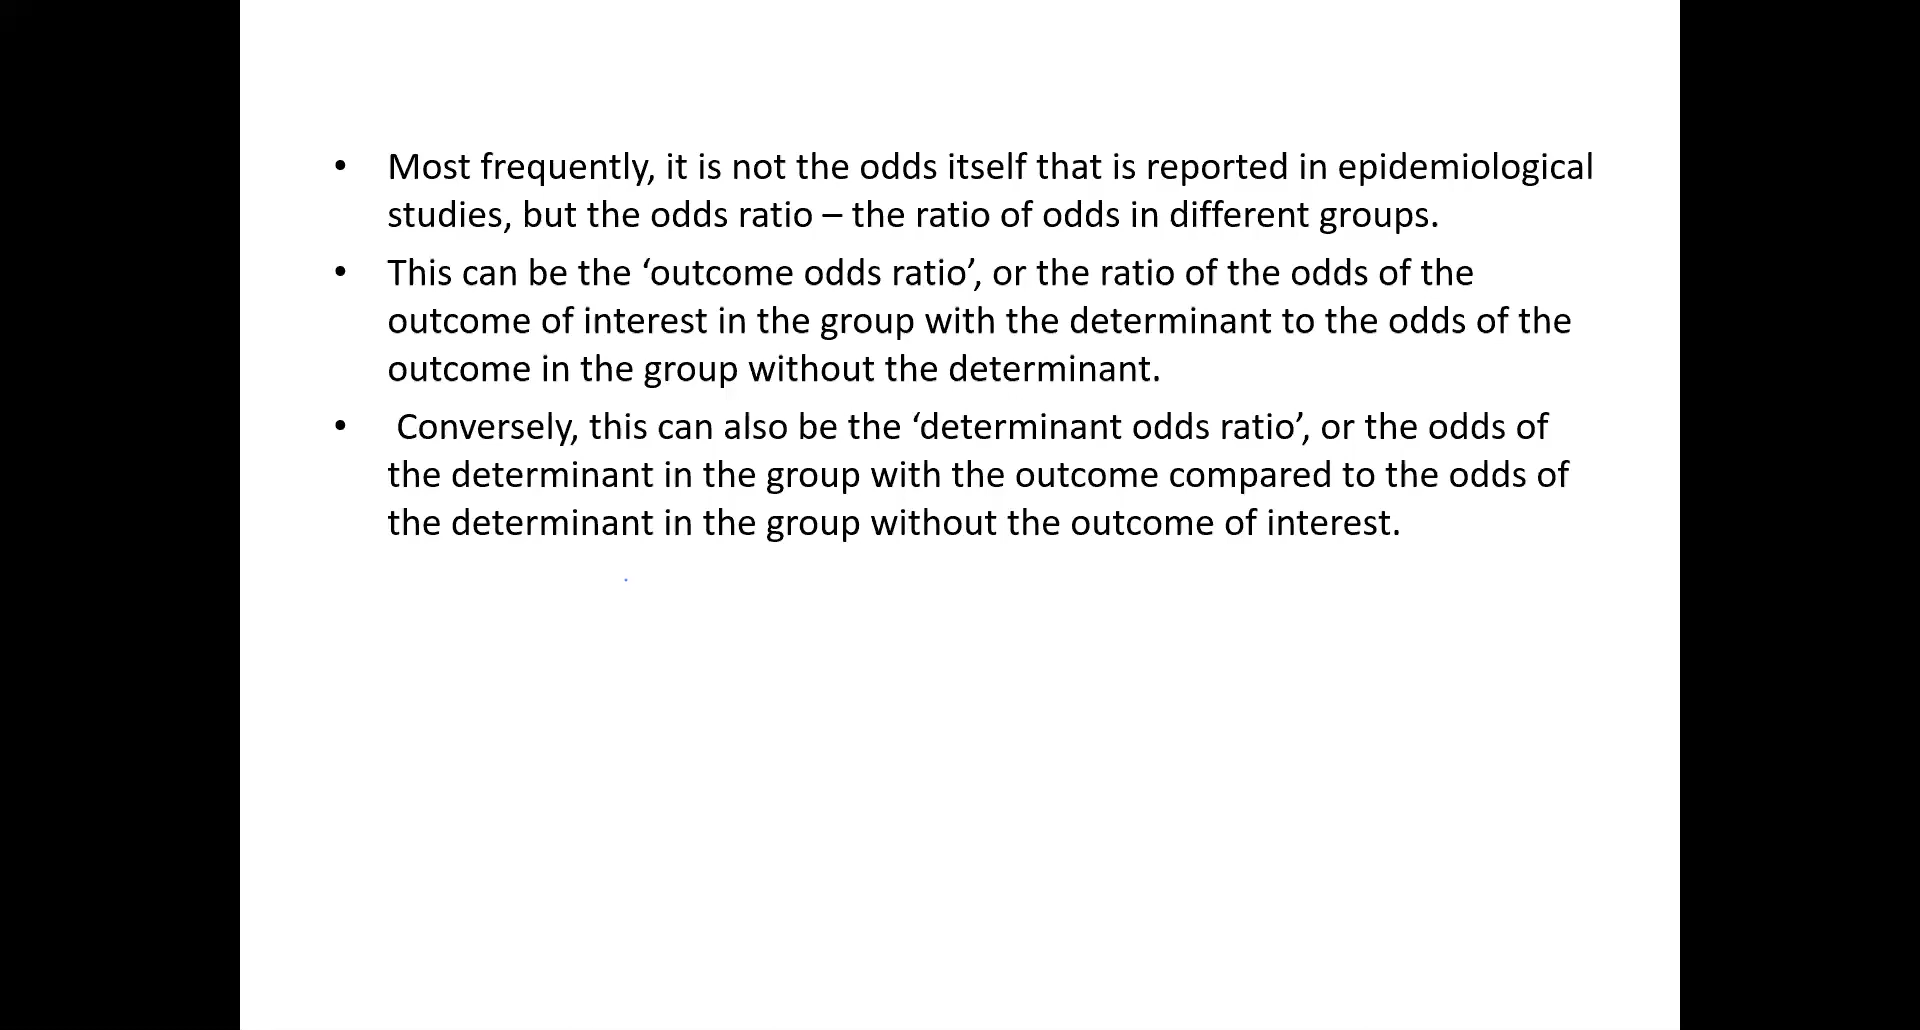 • Most frequently, it is not the odds itself that is reported in epidemiological
studies, but the odds ratio – the ratio of odds in different groups.
• This can be the ‘outcome odds ratio’, or the ratio of the odds of the
outcome of interest in the group with the determinant to the odds of the
outcome in the group without the determinant.
• Conversely, this can also be the ‘determinant odds ratio’, or the odds of
the determinant in the group with the outcome compared to the odds of
the determinant in the group without the outcome of interest.